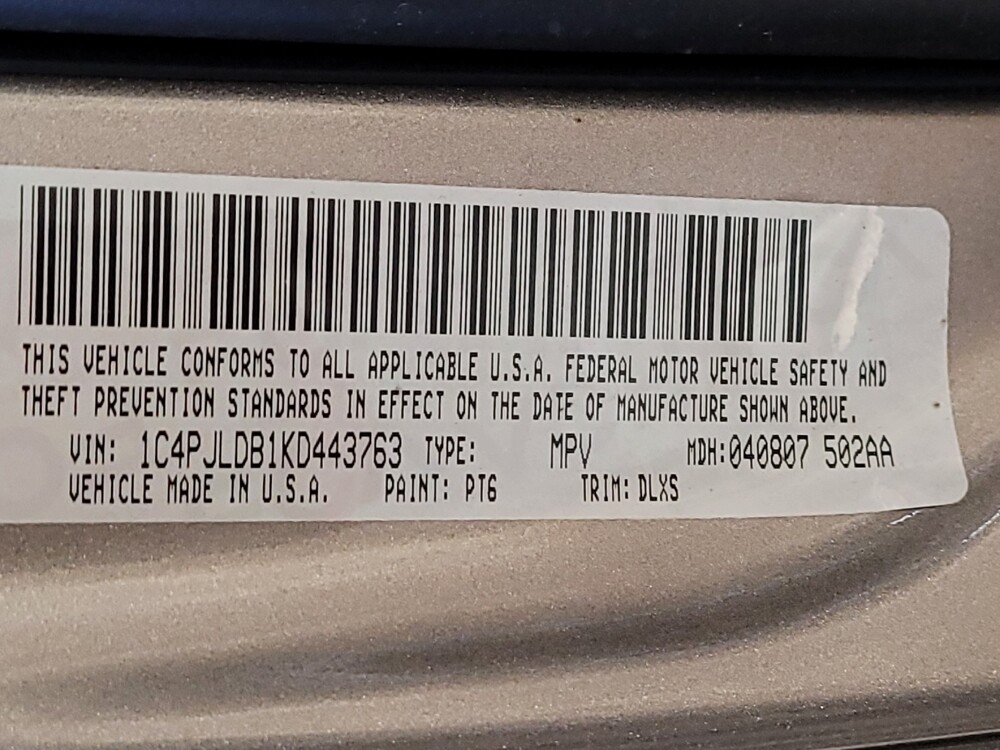 THIS VEHICLE CONFORMS TO ALL APPLICABLE U.S.A. FEDERAL MOTOR VEHICLE SAFETY AND
THEFT PREVENTION STANDARDS IN EFFECT ON THE DATE OF MANUFACTURE SHOWN ABOVE.
VIN: 1C4PJLDB1KD443763 TYPE: MPV MDH:040807 502AA
VEHICLE MADE IN U.S.A. PAINT: PT6 TRIM: DLXS